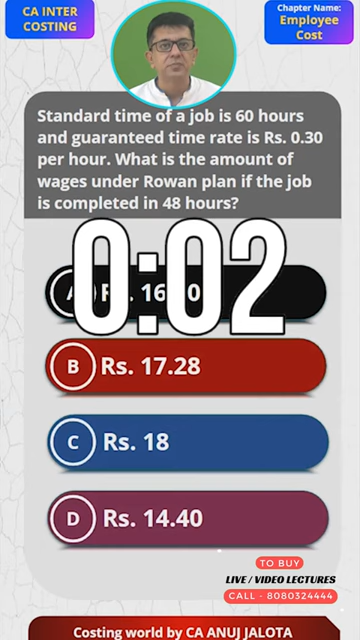 CA INTER
COSTING
Chapter Name:
Employee
Cost
Standard time of a job is 60 hours
and guaranteed time rate is Rs. 0.30
per hour. What is the amount of
wages under Rowan plan if the job
is completed in 48 hours?
0:02
A
B Rs. 17.28
C Rs. 18
D Rs. 14.40
TO BUY
LIVE / VIDEO LECTURES
CALL - 8080324444
Costing world by CA ANUJ JALOTA